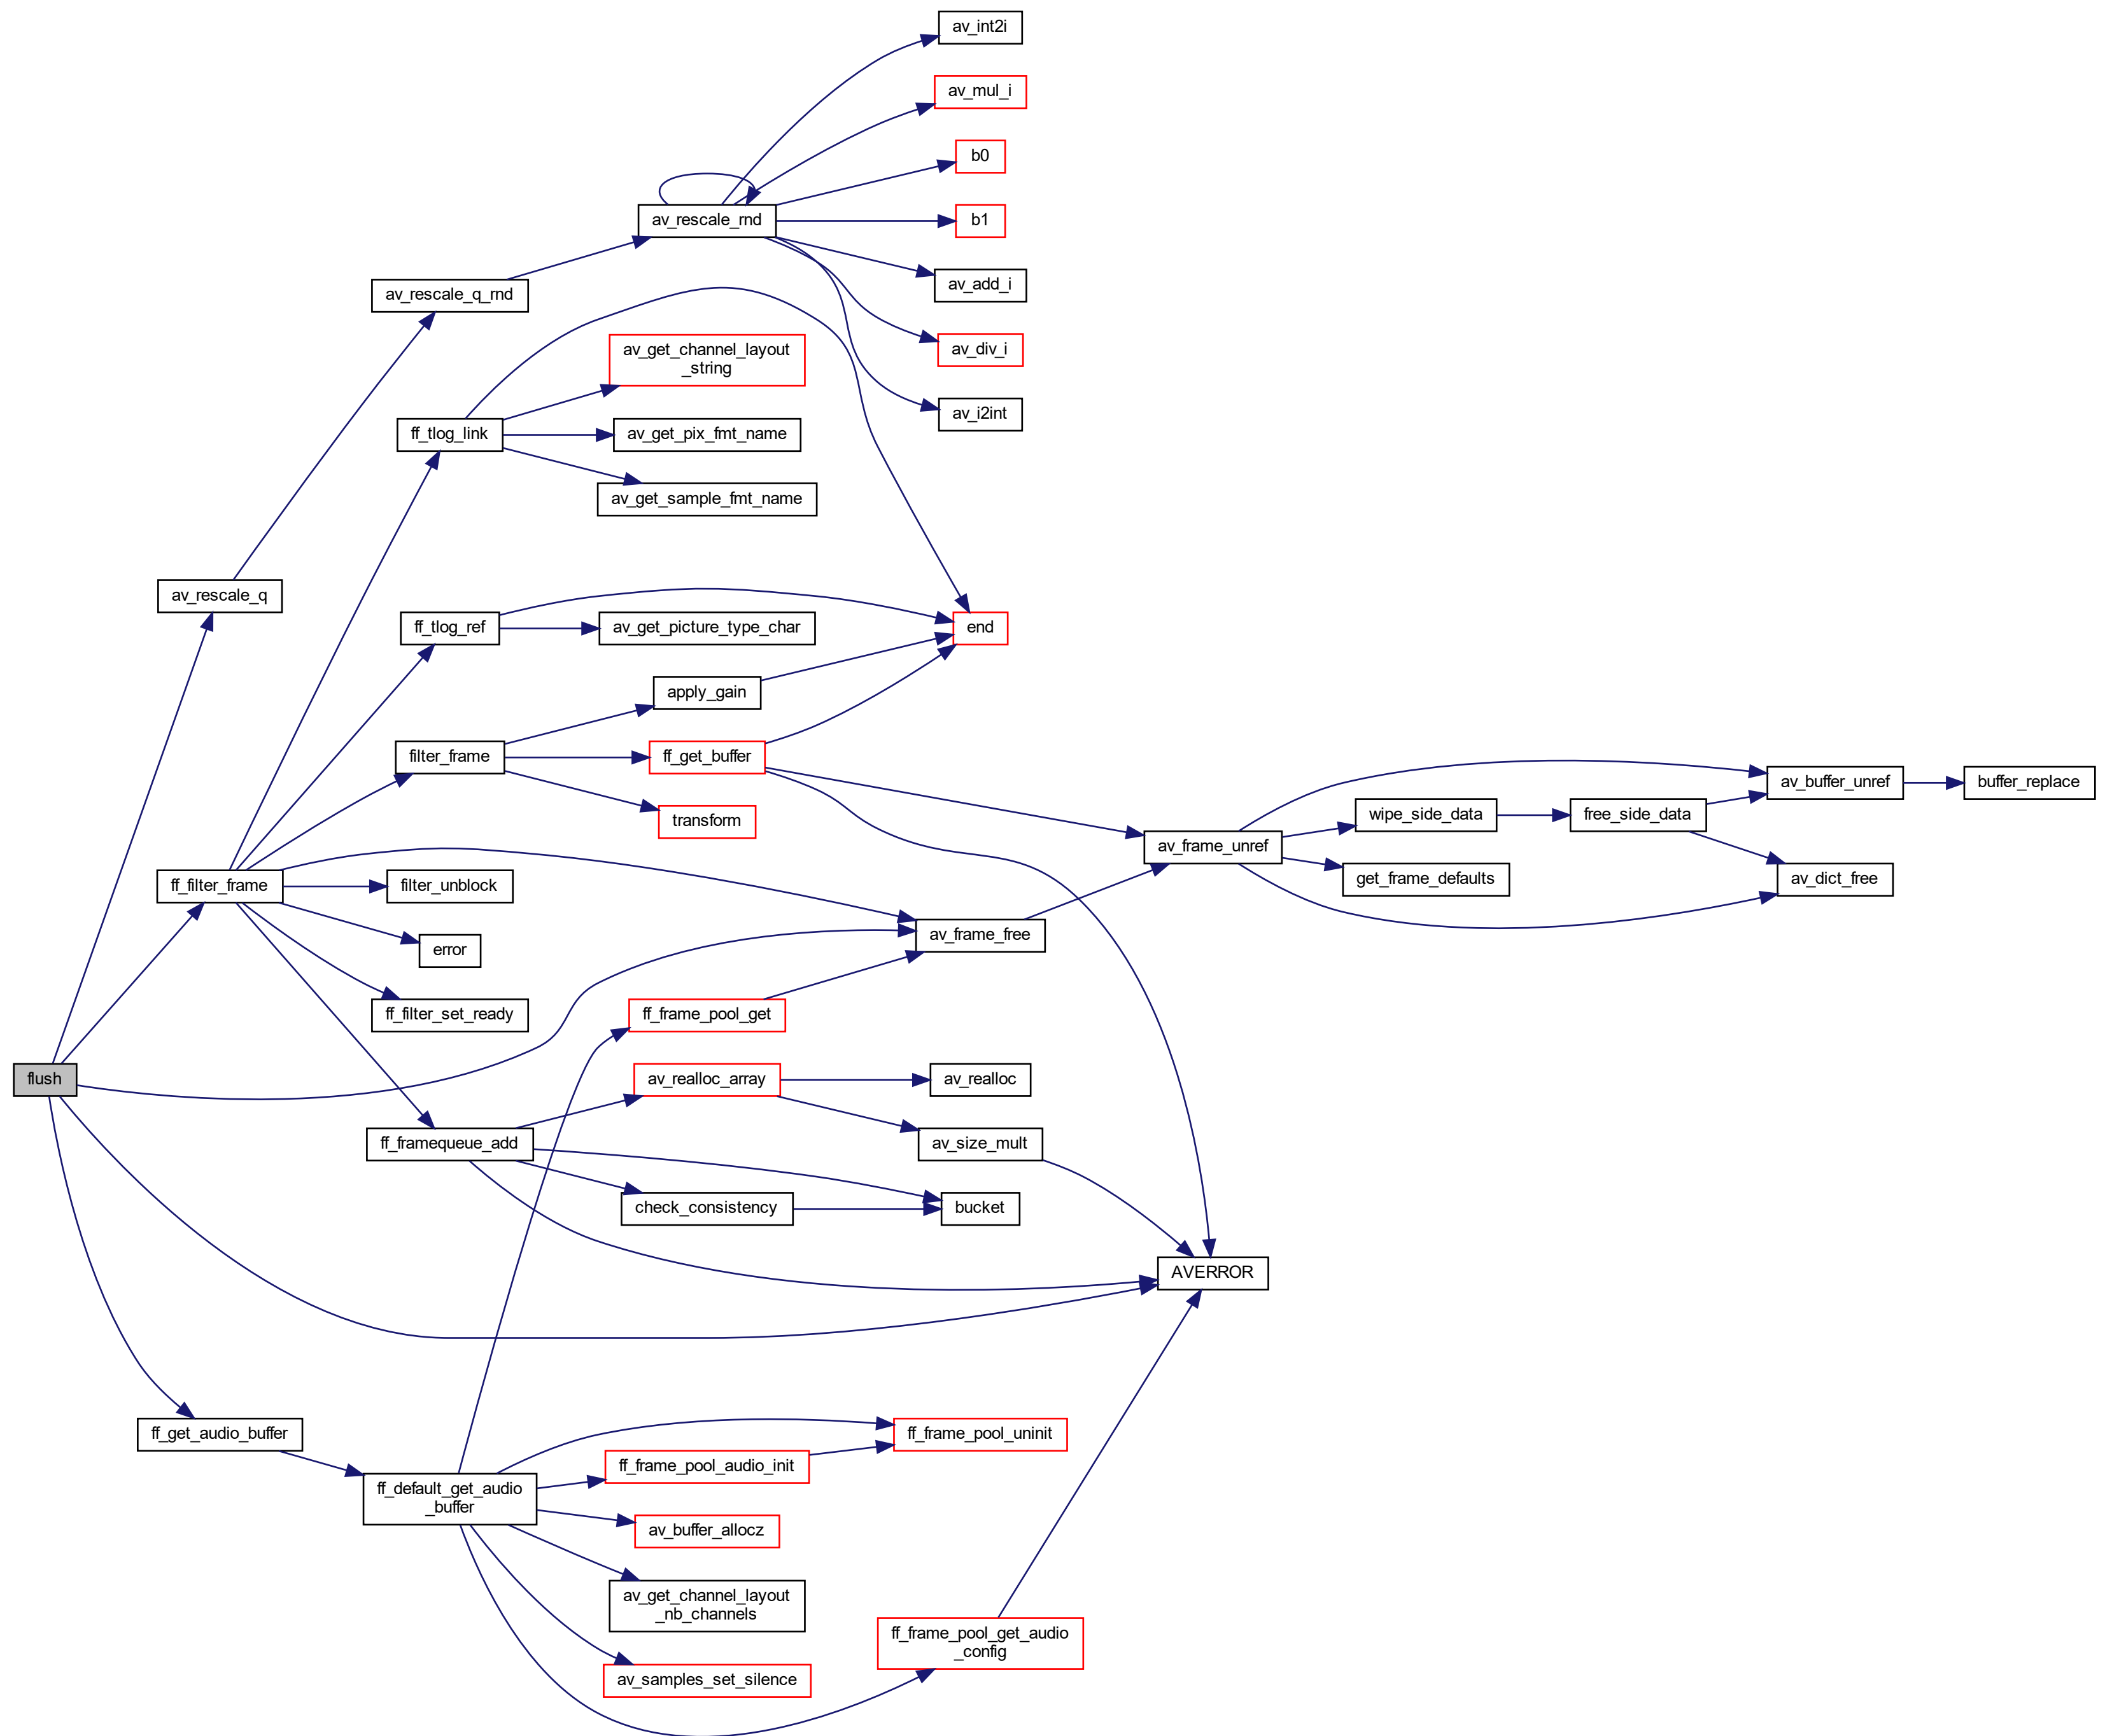 av_int2i
av_mul_i
b0
b1
av_rescale_rnd
av_add_i
av_rescale_q_rnd
av_div_i
av_get_channel_layout
_string
av_i2int
ff_tlog_link
av_get_pix_fmt_name
av_get_sample_fmt_name
av_rescale_q
ff_tlog_ref
av_get_picture_type_char
end
apply_gain
filter_frame
ff_get_buffer
transform
av_buffer_unref
buffer_replace
wipe_side_data
free_side_data
av_frame_unref
get_frame_defaults
av_dict_free
ff_filter_frame
filter_unblock
av_frame_free
error
ff_filter_set_ready
ff_frame_pool_get
flush
av_realloc_array
av_realloc
ff_framequeue_add
av_size_mult
check_consistency
bucket
AVERROR
ff_get_audio_buffer
ff_frame_pool_uninit
ff_frame_pool_audio_init
ff_default_get_audio
_buffer
av_buffer_allocz
av_get_channel_layout
_nb_channels
ff_frame_pool_get_audio
_config
av_samples_set_silence